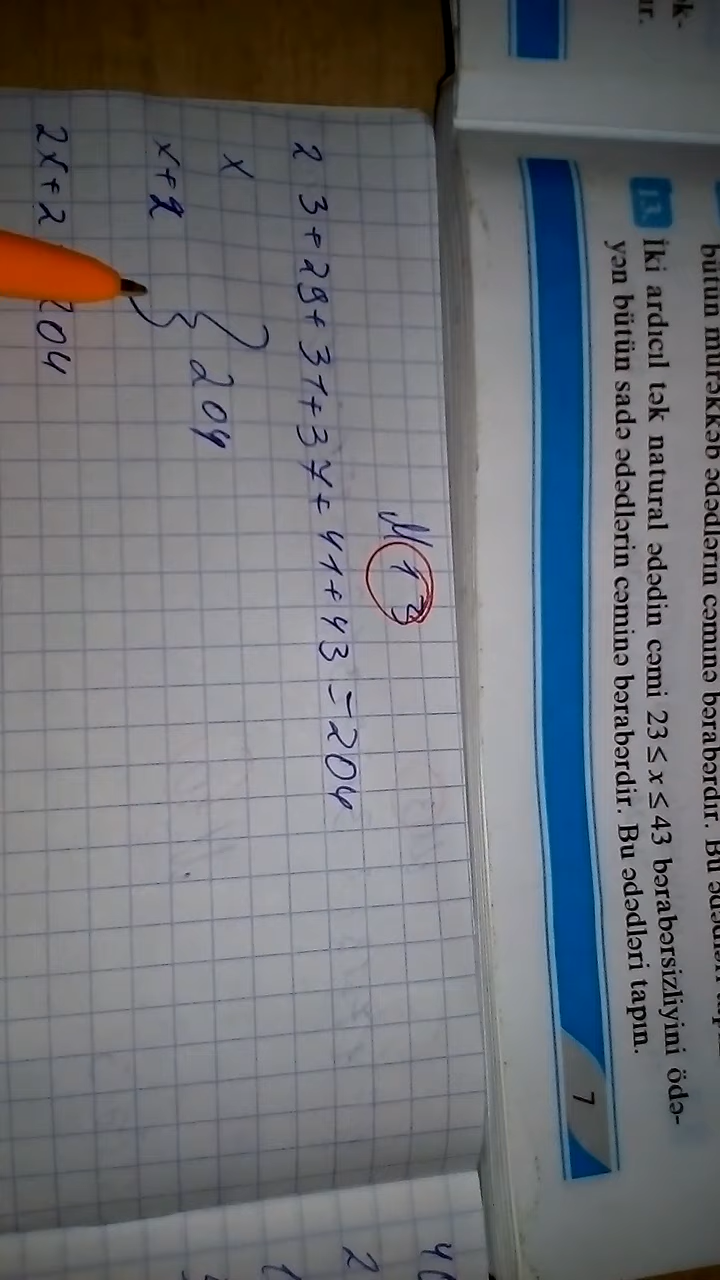 bütün mürəkkəb ədədlərin cəminə bərabərdir. Bu
13. İki ardıcıl tək natural ədədin cəmi 23 ≤ x ≤ 43 bərabərsizliyini ödə-
yən bütün sadə ədədlərin cəminə bərabərdir. Bu ədədləri tapın.
7
№13
23+29+31+37+41+43=204
x
x+2 } 204
2x+2 204